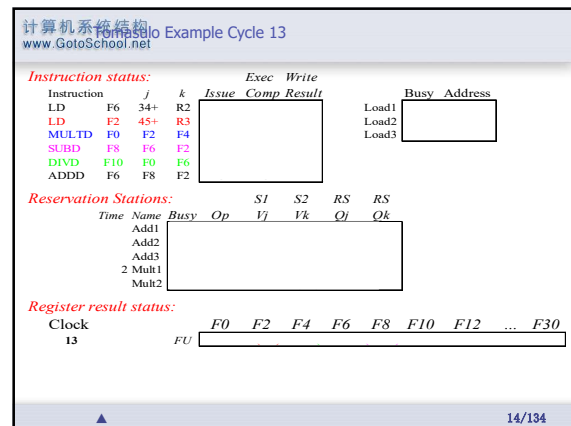 计算机系统结构
Tomasulo Example Cycle 13
www.GotoSchool.net
Instruction status: Exec Write
Instruction j k Issue Comp Result Busy Address
LD F6 34+ R2 Load1
LD F2 45+ R3 Load2
MULTD F0 F2 F4 Load3
SUBD F8 F6 F2
DIVD F10 F0 F6
ADDD F6 F8 F2
Reservation Stations: S1 S2 RS RS
Time Name Busy Op Vj Vk Qj Qk
Add1
Add2
Add3
2 Mult1
Mult2
Register result status:
Clock F0 F2 F4 F6 F8 F10 F12 ... F30
13 FU
14/134